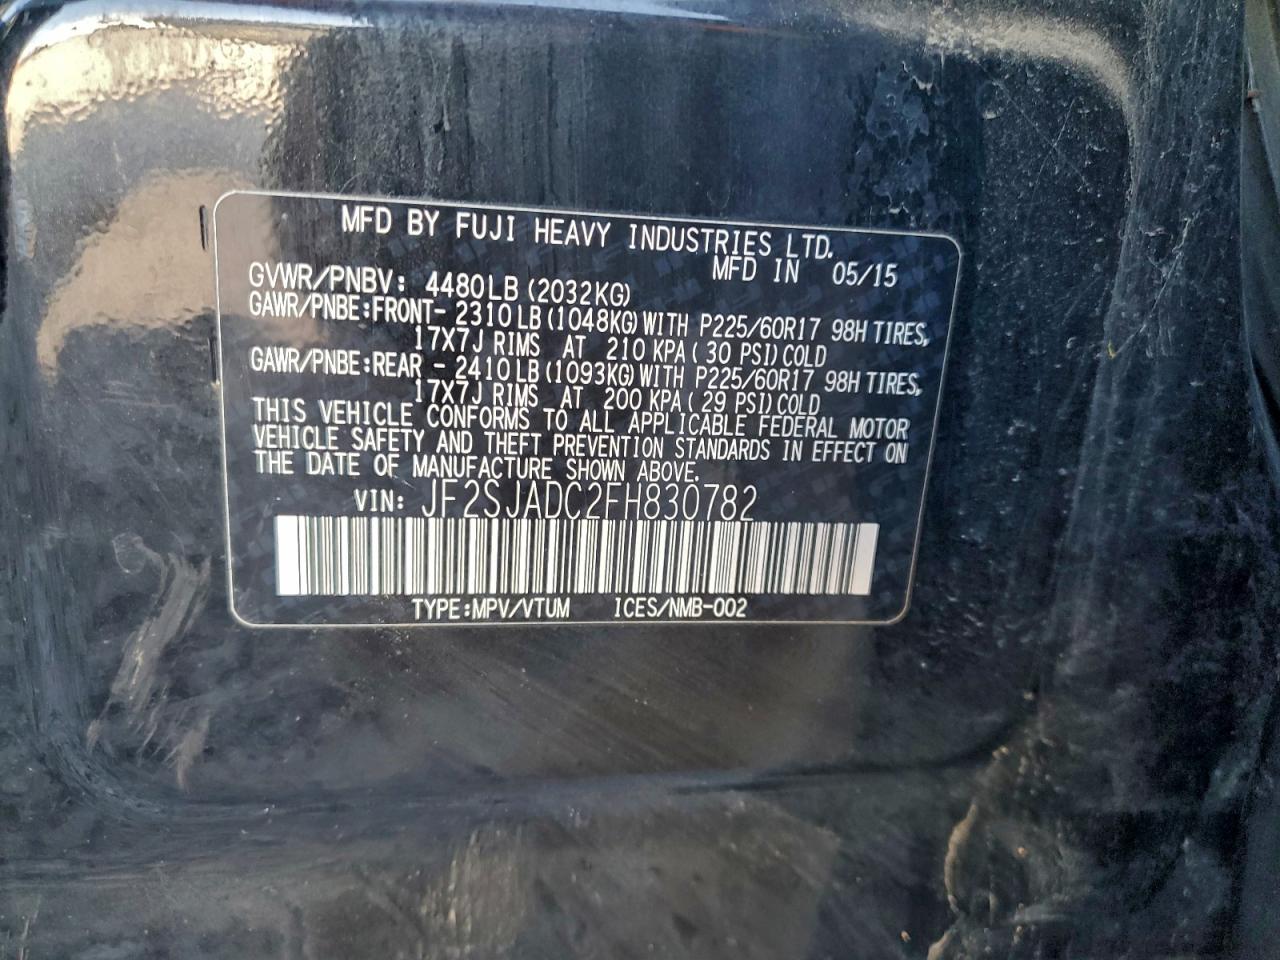 MFD BY FUJI HEAVY INDUSTRIES LTD.
MFD IN 05/15
GVWR/PNBV: 4480LB(2032KG)
GAWR/PNBE:FRONT- 2310LB(1048KG)WITH P225/60R17 98H TIRES,
17X7J RIMS AT 210 KPA(30 PSI)COLD
GAWR/PNBE:REAR - 2410LB(1093KG)WITH P225/60R17 98H TIRES,
17X7J RIMS AT 200 KPA(29 PSI)COLD
THIS VEHICLE CONFORMS TO ALL APPLICABLE FEDERAL MOTOR
VEHICLE SAFETY AND THEFT PREVENTION STANDARDS IN EFFECT ON
THE DATE OF MANUFACTURE SHOWN ABOVE.
VIN: JF2SJADC2FH830782
TYPE:MPV/VTUM ICES/NMB-002